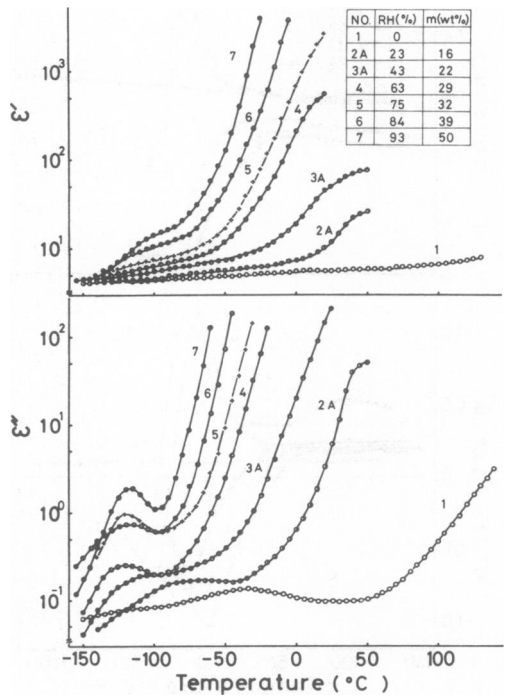 NO. RH(%) m(wt%)
1 0
2A 23 16
3A 43 22
4 63 29
5 75 32
6 84 39
7 93 50
ε'
10³
10²
10¹
7
6
5
4
3A
2A
1
ε"
10²
10¹
10⁰
10⁻¹
7
6
5
4
3A
2A
1
-150 -100 -50 0 50 100
Temperature (°C)